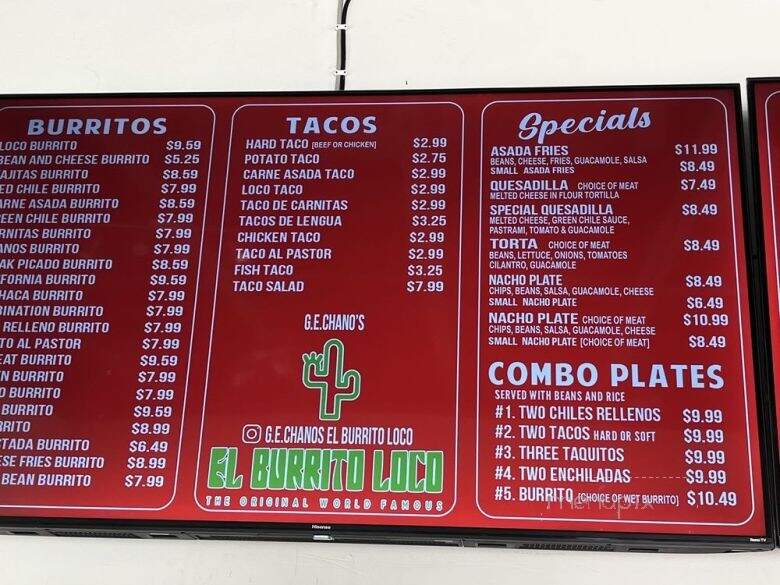 BURRITOS
LOCO BURRITO $9.59
BEAN AND CHEESE BURRITO $5.25
AJITAS BURRITO $8.59
ED CHILE BURRITO $7.99
ARNE ASADA BURRITO $8.59
REEN CHILE BURRITO $7.99
RNITAS BURRITO $7.99
ANOS BURRITO $7.99
AK PICADO BURRITO $8.59
IFORNIA BURRITO $9.59
HACA BURRITO $7.99
BINATION BURRITO $7.99
RELLENO BURRITO $7.99
TO AL PASTOR $7.99
EAT BURRITO $9.59
EN BURRITO $7.99
D BURRITO $7.99
BURRITO $9.59
RRITO $8.99
STADA BURRITO $6.49
ESE FRIES BURRITO $8.99
BEAN BURRITO $7.99
TACOS
HARD TACO [BEEF OR CHICKEN] $2.99
POTATO TACO $2.75
CARNE ASADA TACO $2.99
LOCO TACO $2.99
TACO DE CARNITAS $2.99
TACOS DE LENGUA $3.25
CHICKEN TACO $2.99
TACO AL PASTOR $2.99
FISH TACO $3.25
TACO SALAD $7.99
G.E.CHANO'S
G.E.CHANOS EL BURRITO LOCO
EL BURRITO LOCO
THE ORIGINAL WORLD FAMOUS
Specials
ASADA FRIES $11.99
BEANS, CHEESE, FRIES, GUACAMOLE, SALSA
SMALL ASADA FRIES $8.49
QUESADILLA CHOICE OF MEAT $7.49
MELTED CHEESE IN FLOUR TORTILLA
SPECIAL QUESADILLA $8.49
MELTED CHEESE, GREEN CHILE SAUCE,
PASTRAMI, TOMATO & GUACAMOLE
TORTA CHOICE OF MEAT $8.49
BEANS, LETTUCE, ONIONS, TOMATOES
CILANTRO, GUACAMOLE
NACHO PLATE $8.49
CHIPS, BEANS, SALSA, GUACAMOLE, CHEESE
SMALL NACHO PLATE $6.49
NACHO PLATE CHOICE OF MEAT $10.99
CHIPS, BEANS, SALSA, GUACAMOLE, CHEESE
SMALL NACHO PLATE [CHOICE OF MEAT] $8.49
COMBO PLATES
SERVED WITH BEANS AND RICE
#1. TWO CHILES RELLENOS $9.99
#2. TWO TACOS HARD OR SOFT $9.99
#3. THREE TAQUITOS $9.99
#4. TWO ENCHILADAS $9.99
#5. BURRITO [CHOICE OF WET BURRITO] $10.49
menupix
Hisense
Roku TV